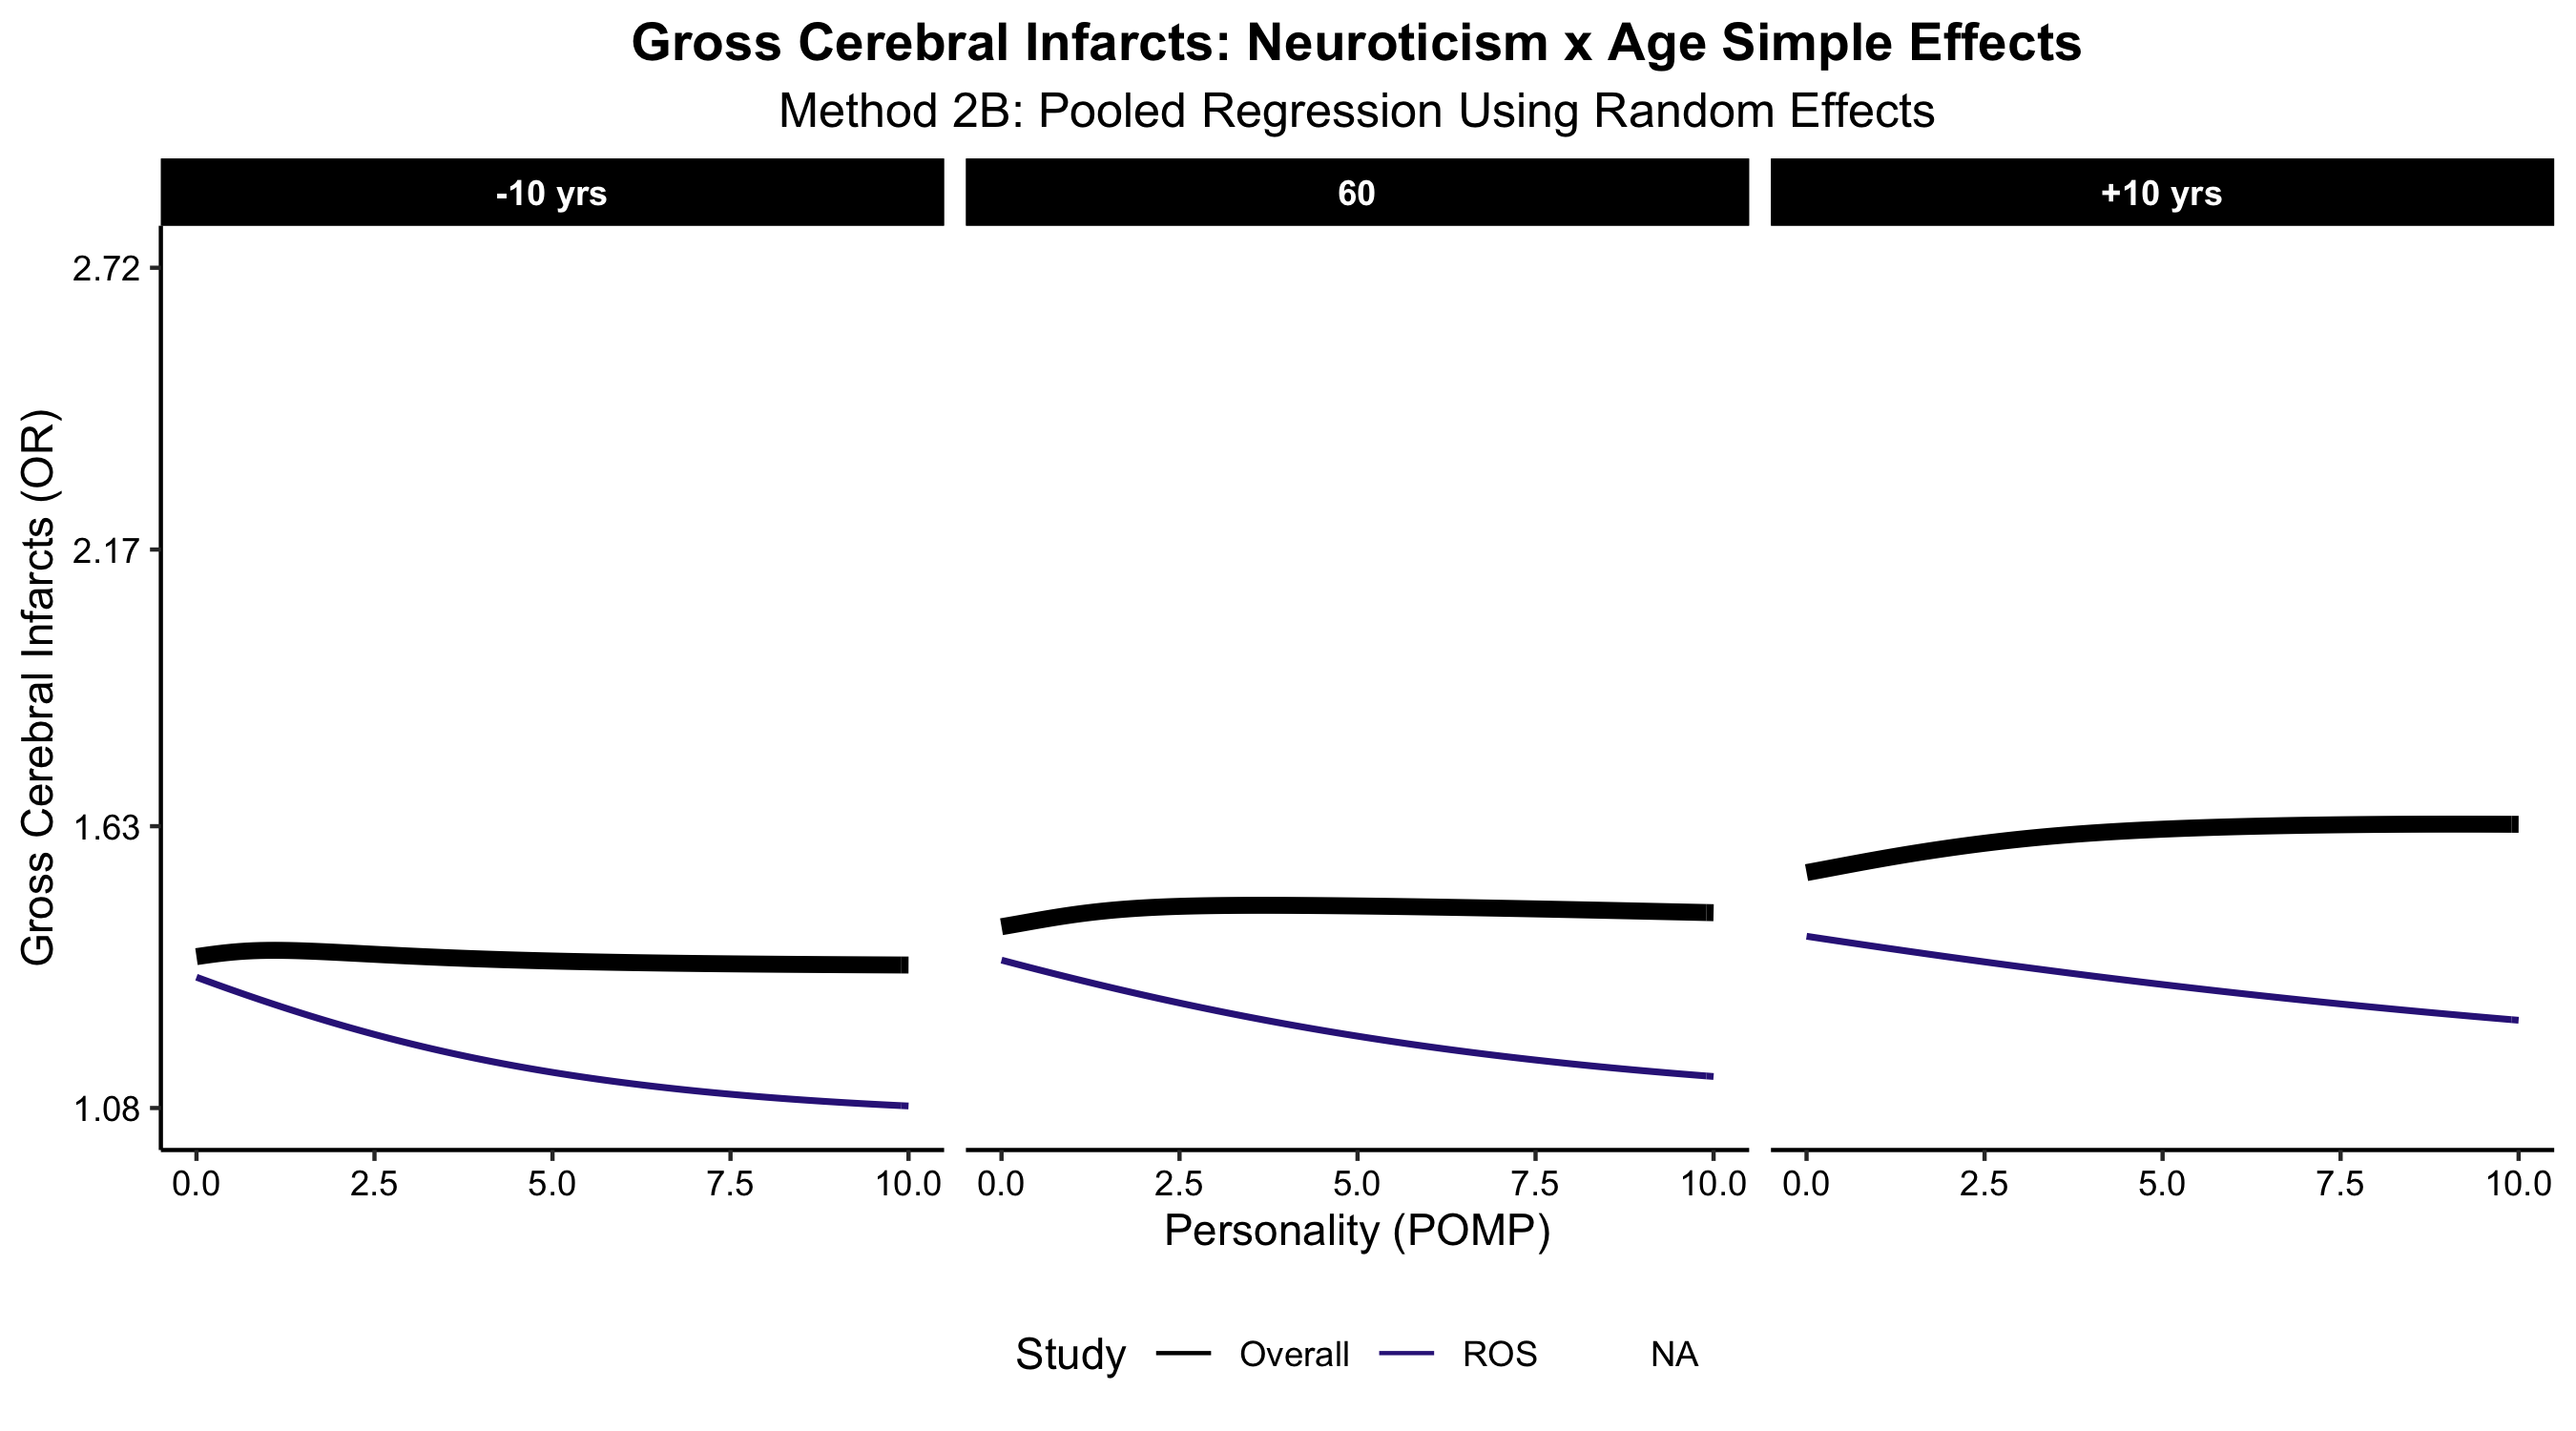 Gross Cerebral Infarcts: Neuroticism x Age Simple Effects
Method 2B: Pooled Regression Using Random Effects
-10 yrs
60
+10 yrs
Gross Cerebral Infarcts (OR)
2.72
2.17
1.63
1.08
0.0 2.5 5.0 7.5 10.0
0.0 2.5 5.0 7.5 10.0
0.0 2.5 5.0 7.5 10.0
Personality (POMP)
Study Overall ROS NA